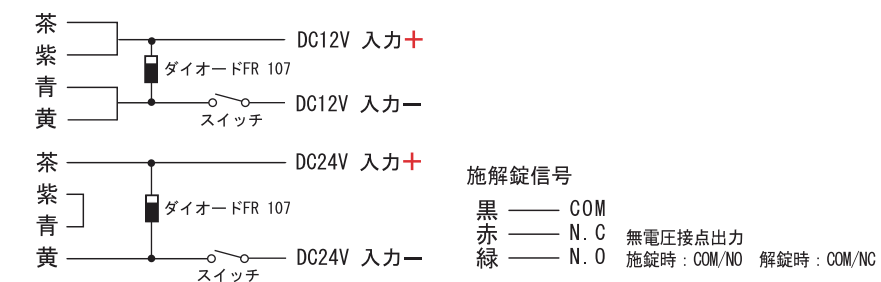 茶
紫
青
黄
DC12V 入力+
ダイオードFR 107
DC12V 入力−
スイッチ
茶
紫
青
黄
DC24V 入力+
ダイオードFR 107
DC24V 入力−
スイッチ
施解錠信号
黒 COM
赤 N.C
緑 N.O
無電圧接点出力
施錠時：COM/NO 解錠時：COM/NC